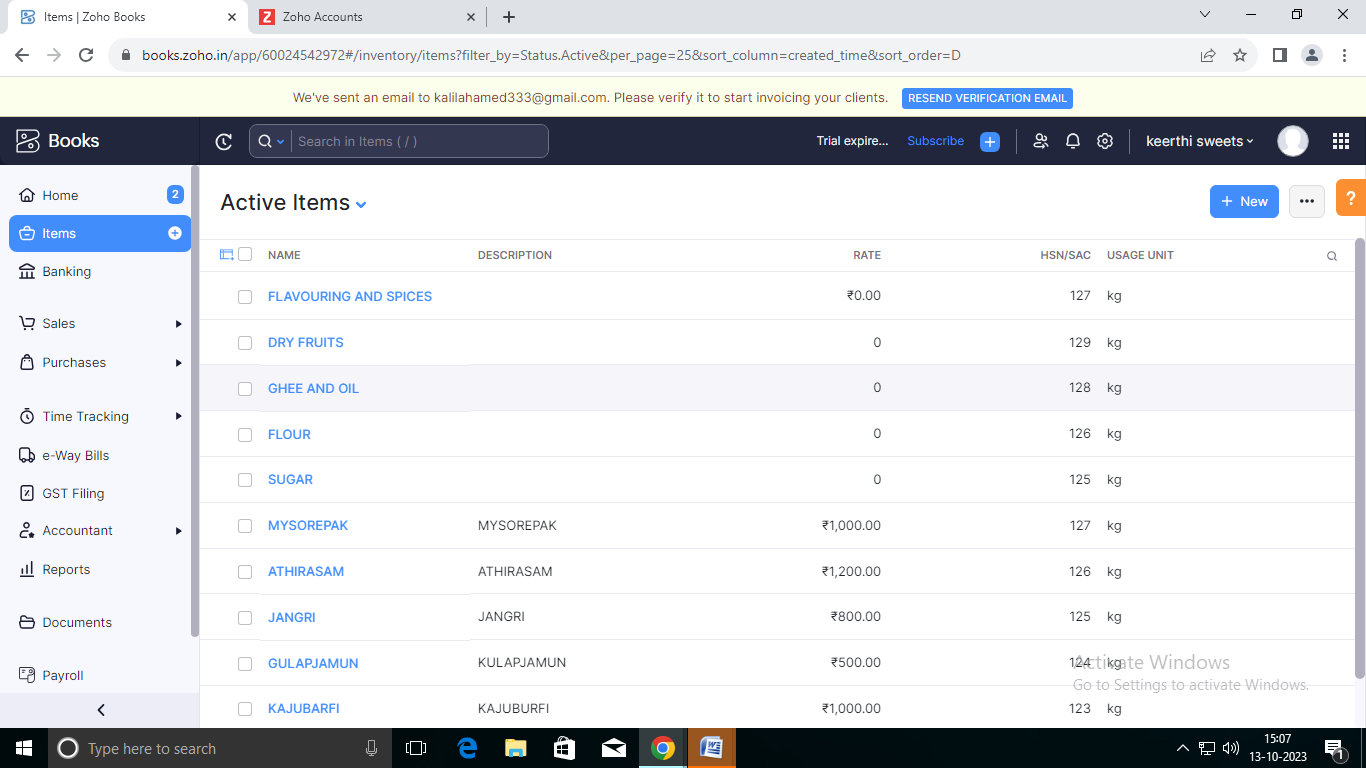 Items | Zoho Books
Zoho Accounts
books.zoho.in/app/60024542972#/inventory/items?filter_by=Status.Active&per_page=25&sort_column=created_time&sort_order=D
We've sent an email to kalilahamed333@gmail.com. Please verify it to start invoicing your clients. RESEND VERIFICATION EMAIL
Books
Search in Items ( / )
Trial expire... Subscribe
keerthi sweets
Home 2
Items
Banking
Sales
Purchases
Time Tracking
e-Way Bills
GST Filing
Accountant
Reports
Documents
Payroll
Active Items
+ New
?
NAME DESCRIPTION RATE HSN/SAC USAGE UNIT
FLAVOURING AND SPICES ₹0.00 127 kg
DRY FRUITS 0 129 kg
GHEE AND OIL 0 128 kg
FLOUR 0 126 kg
SUGAR 0 125 kg
MYSOREPAK MYSOREPAK ₹1,000.00 127 kg
ATHIRASAM ATHIRASAM ₹1,200.00 126 kg
JANGRI JANGRI ₹800.00 125 kg
GULAPJAMUN KULAPJAMUN ₹500.00 124 kg
KAJUBARFI KAJUBURFI ₹1,000.00 123 kg
Activate Windows
Go to Settings to activate Windows.
Type here to search
15:07
13-10-2023
1